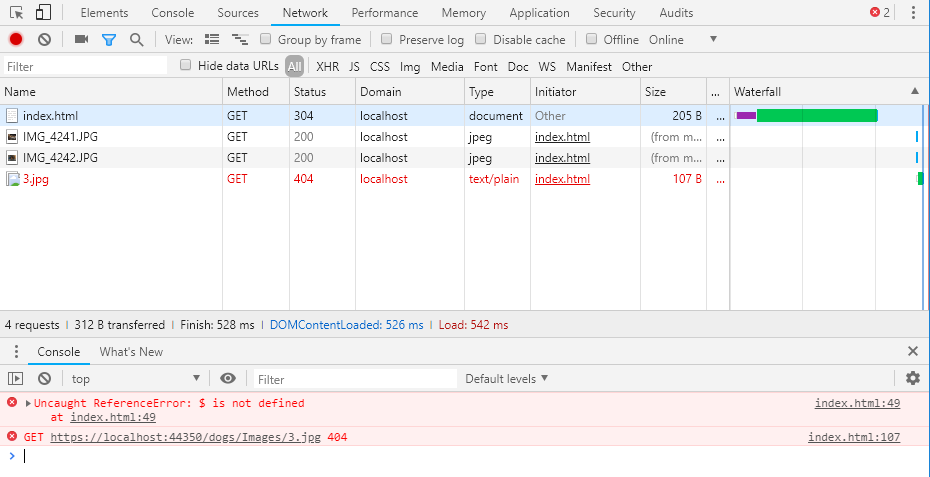 Elements Console Sources Network Performance Memory Application Security Audits 2
View: Group by frame Preserve log Disable cache Offline Online
Filter Hide data URLs All XHR JS CSS Img Media Font Doc WS Manifest Other
Name Method Status Domain Type Initiator Size ... Waterfall
index.html GET 304 localhost document Other 205 B ...
IMG_4241.JPG GET 200 localhost jpeg index.html (from m... ...
IMG_4242.JPG GET 200 localhost jpeg index.html (from m... ...
3.jpg GET 404 localhost text/plain index.html 107 B ...
4 requests | 312 B transferred | Finish: 528 ms | DOMContentLoaded: 526 ms | Load: 542 ms
Console What's New
top Filter Default levels
Uncaught ReferenceError: $ is not defined index.html:49
at index.html:49
GET https://localhost:44350/dogs/Images/3.jpg 404 index.html:107